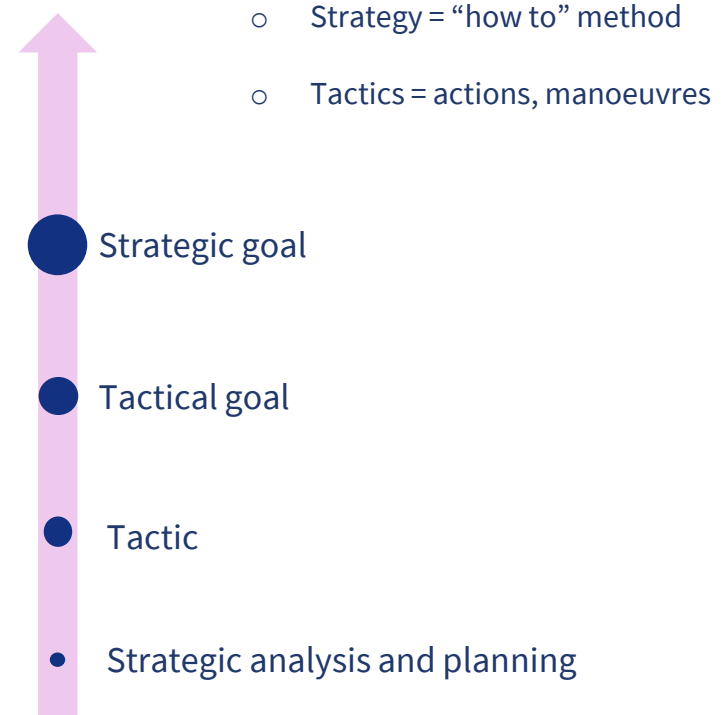 ○ Strategy = “how to” method
○ Tactics = actions, manoeuvres
Strategic goal
Tactical goal
Tactic
Strategic analysis and planning